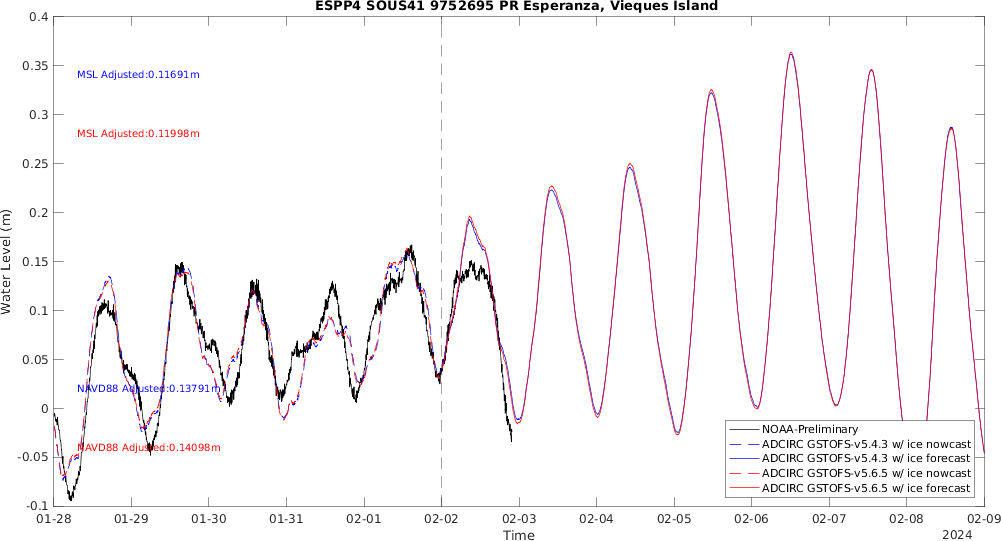 ESPP4 SOUS41 9752695 PR Esperanza, Vieques Island
0.4
0.35
0.3
0.25
0.2
0.15
0.1
0.05
0
-0.05
-0.1
Water Level (m)
MSL Adjusted:0.11691m
MSL Adjusted:0.11998m
NAVD88 Adjusted:0.13791m
NAVD88 Adjusted:0.14098m
NOAA-Preliminary
ADCIRC GSTOFS-v5.4.3 w/ ice nowcast
ADCIRC GSTOFS-v5.4.3 w/ ice forecast
ADCIRC GSTOFS-v5.6.5 w/ ice nowcast
ADCIRC GSTOFS-v5.6.5 w/ ice forecast
01-28 01-29 01-30 01-31 02-01 02-02 02-03 02-04 02-05 02-06 02-07 02-08 02-09
Time
2024